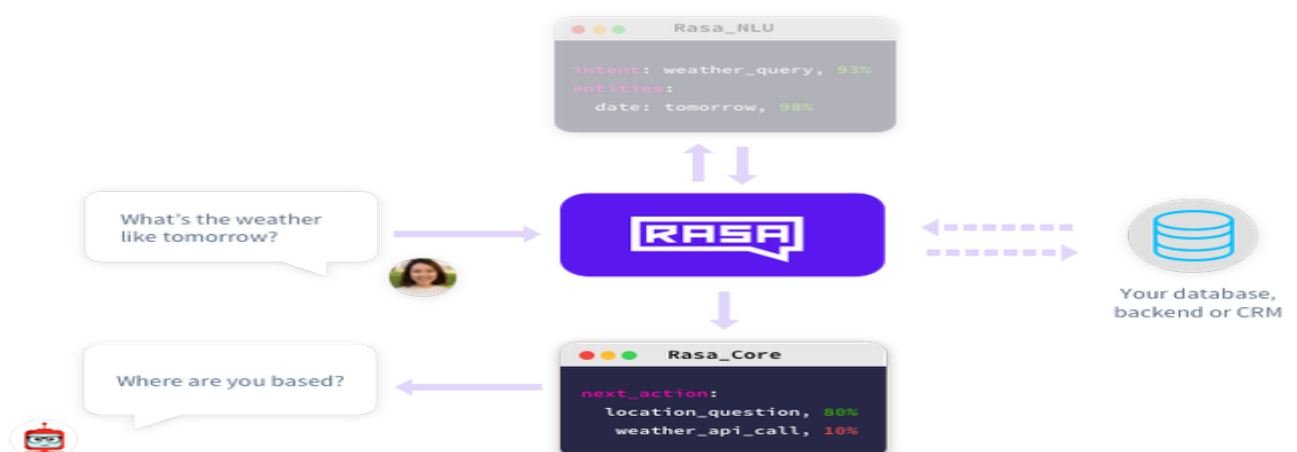 Rasa_NLU
intent: weather_query, 93%
entities:
date: tomorrow, 98%
What's the weather
like tomorrow?
RASA
Your database,
backend or CRM
Rasa_Core
Where are you based?
next_action:
location_question, 80%
weather_api_call, 10%